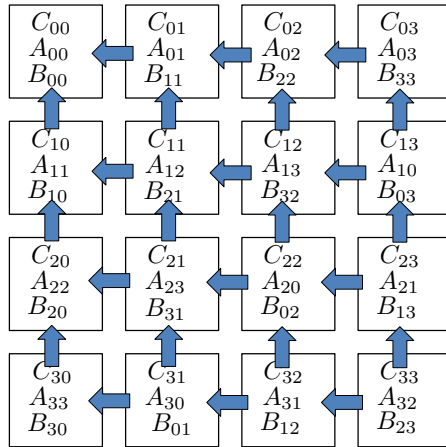 C₀₀ C₀₁ C₀₂ C₀₃
A₀₀ A₀₁ A₀₂ A₀₃
B₀₀ B₁₁ B₂₂ B₃₃
C₁₀ C₁₁ C₁₂ C₁₃
A₁₁ A₁₂ A₁₃ A₁₀
B₁₀ B₂₁ B₃₂ B₀₃
C₂₀ C₂₁ C₂₂ C₂₃
A₂₂ A₂₃ A₂₀ A₂₁
B₂₀ B₃₁ B₀₂ B₁₃
C₃₀ C₃₁ C₃₂ C₃₃
A₃₃ A₃₀ A₃₁ A₃₂
B₃₀ B₀₁ B₁₂ B₂₃